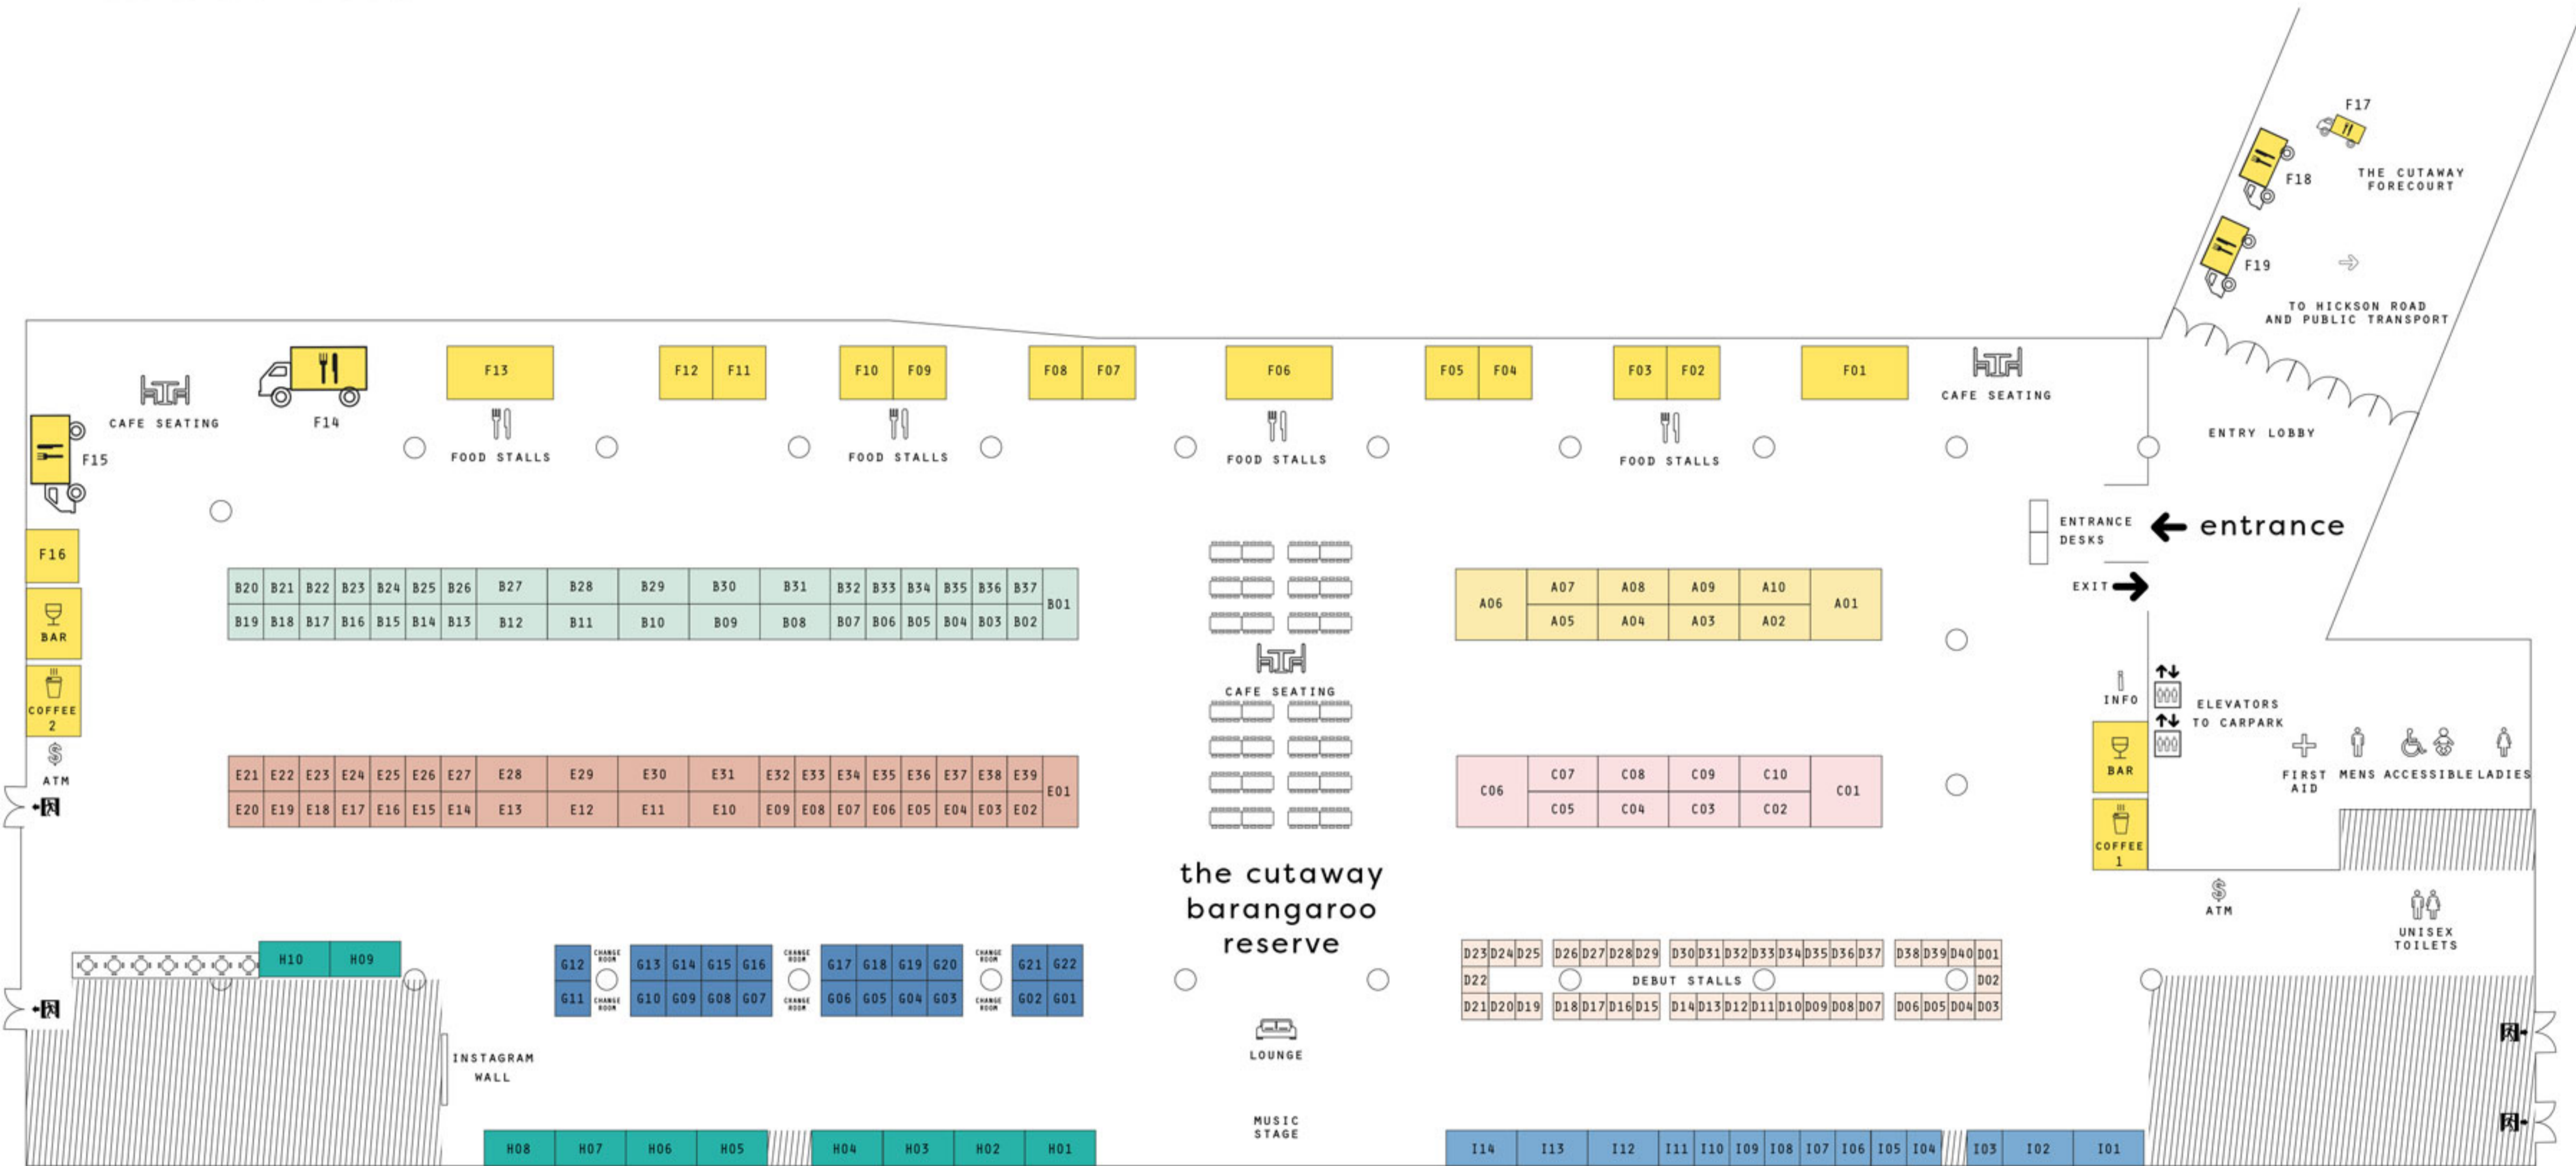 F17
F18
THE CUTAWAY
FORECOURT
F19
TO HICKSON ROAD
AND PUBLIC TRANSPORT
F13
F12 F11
F10 F09
F08 F07
F06
F05 F04
F03 F02
F01
CAFE SEATING
F14
CAFE SEATING
F15
FOOD STALLS
FOOD STALLS
FOOD STALLS
FOOD STALLS
ENTRY LOBBY
ENTRANCE
DESKS
entrance
EXIT
F16
BAR
COFFEE
2
$
ATM
B20 B21 B22 B23 B24 B25 B26 B27 B28 B29 B30 B31 B32 B33 B34 B35 B36 B37
B01
B19 B18 B17 B16 B15 B14 B13 B12 B11 B10 B09 B08 B07 B06 B05 B04 B03 B02
A06
A07 A08 A09 A10
A01
A05 A04 A03 A02
CAFE SEATING
i
INFO
ELEVATORS
TO CARPARK
BAR
COFFEE
1
FIRST
AID
MENS
ACCESSIBLE
LADIES
E21 E22 E23 E24 E25 E26 E27 E28 E29 E30 E31 E32 E33 E34 E35 E36 E37 E38 E39
E01
E20 E19 E18 E17 E16 E15 E14 E13 E12 E11 E10 E09 E08 E07 E06 E05 E04 E03 E02
C06
C07 C08 C09 C10
C01
C05 C04 C03 C02
the cutaway
barangaroo
reserve
$
ATM
UNISEX
TOILETS
H10 H09
G12
CHANGE
ROOM
G13 G14 G15 G16
CHANGE
ROOM
G17 G18 G19 G20
CHANGE
ROOM
G21 G22
G11
CHANGE
ROOM
G10 G09 G08 G07
CHANGE
ROOM
G06 G05 G04 G03
CHANGE
ROOM
G02 G01
D23 D24 D25 D26 D27 D28 D29 D30 D31 D32 D33 D34 D35 D36 D37 D38 D39 D40 D01
D22
DEBUT STALLS
D02
D21 D20 D19 D18 D17 D16 D15 D14 D13 D12 D11 D10 D09 D08 D07 D06 D05 D04 D03
INSTAGRAM
WALL
LOUNGE
MUSIC
STAGE
H08 H07 H06 H05 H04 H03 H02 H01
I14 I13 I12 I11 I10 I09 I08 I07 I06 I05 I04 I03 I02 I01